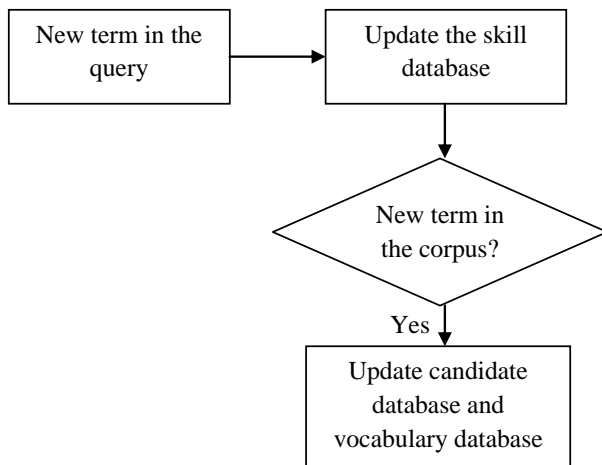 New term in the
query
Update the skill
database
New term in
the corpus?
Yes
Update candidate
database and
vocabulary database